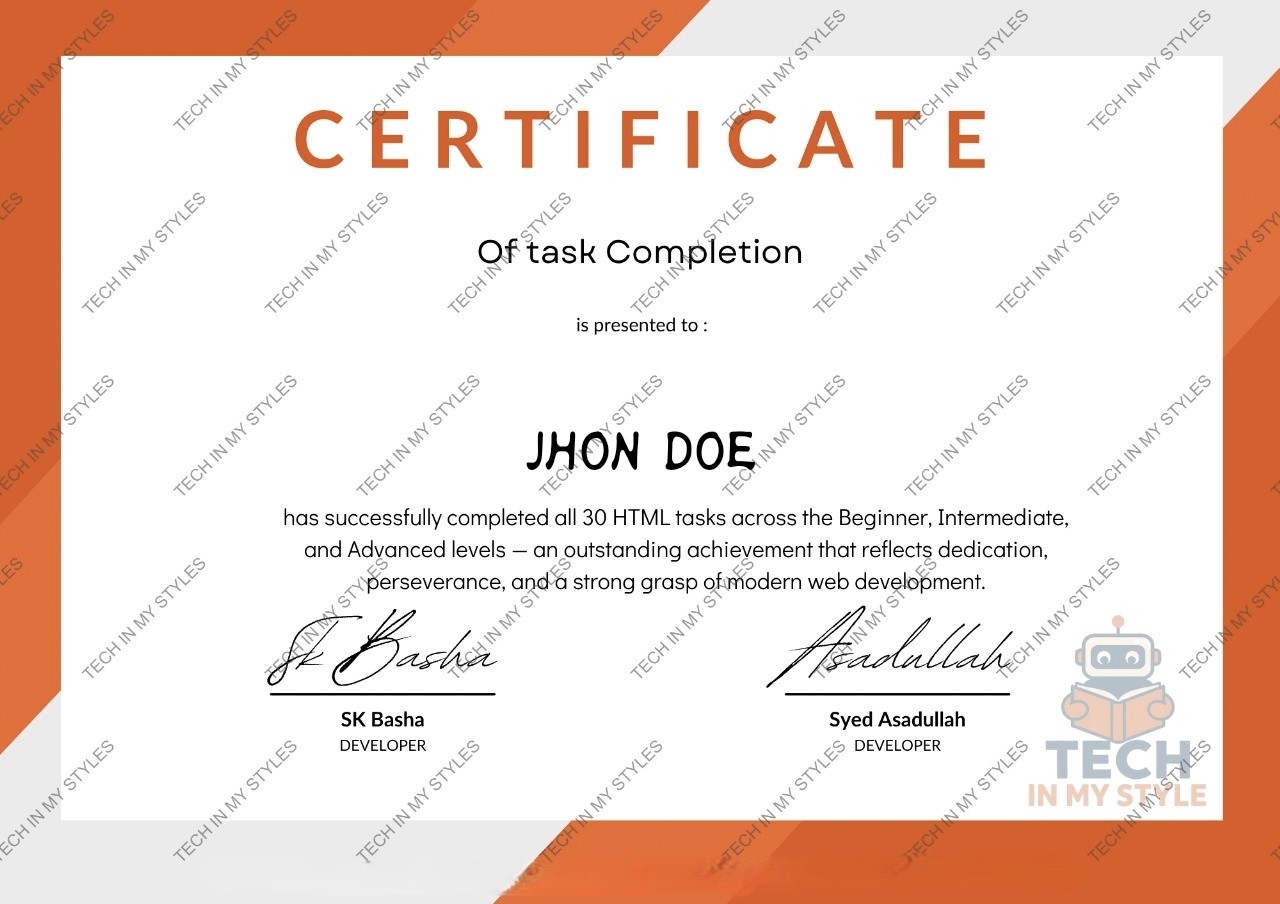 CERTIFICATE
Of task Completion
is presented to :
JHON DOE
has successfully completed all 30 HTML tasks across the Beginner, Intermediate,
and Advanced levels — an outstanding achievement that reflects dedication,
perseverance, and a strong grasp of modern web development.
Sk Basha
Asadullah
SK Basha
Syed Asadullah
DEVELOPER
DEVELOPER
TECH
IN MY STYLE
TECH IN MY STYLES